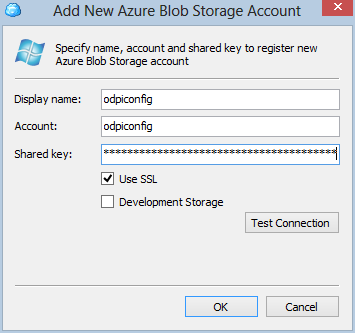 Add New Azure Blob Storage Account
Specify name, account and shared key to register new
Azure Blob Storage account
Display name:
odpiconfig
Account:
odpiconfig
Shared key:
****************************************
Use SSL
Development Storage
Test Connection
OK
Cancel